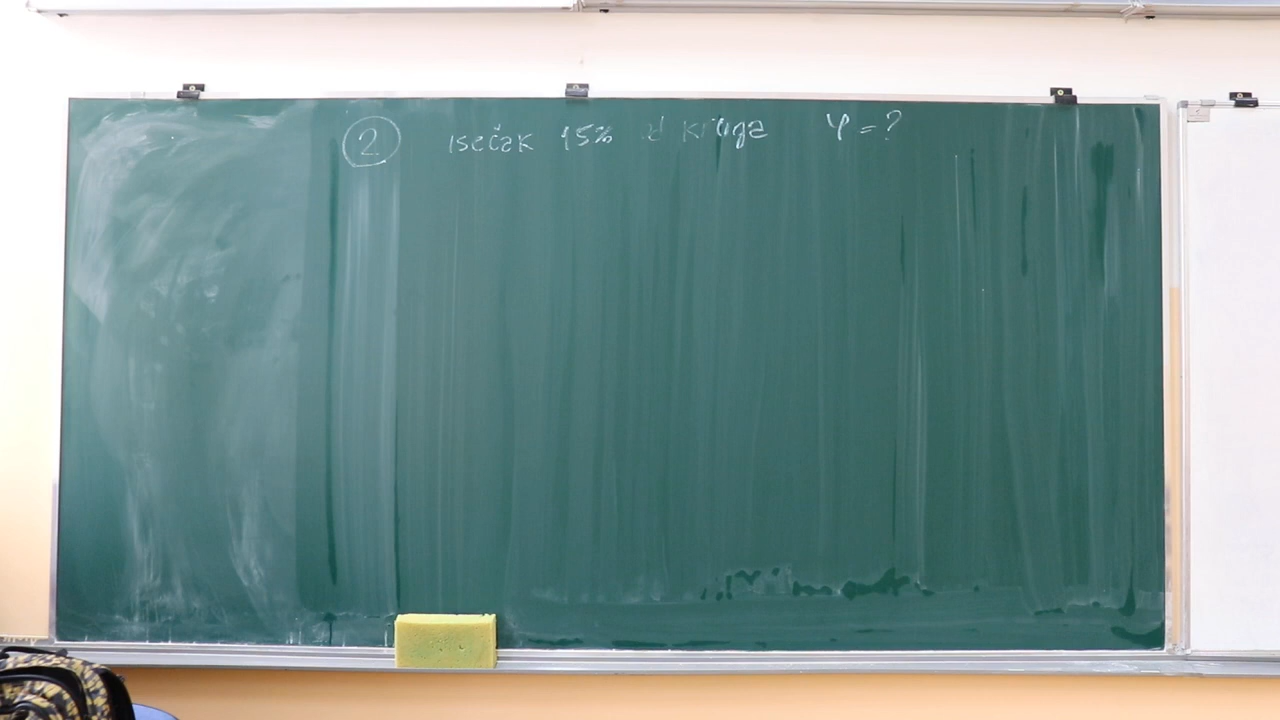 2 isečak 15% od kruga φ = ?